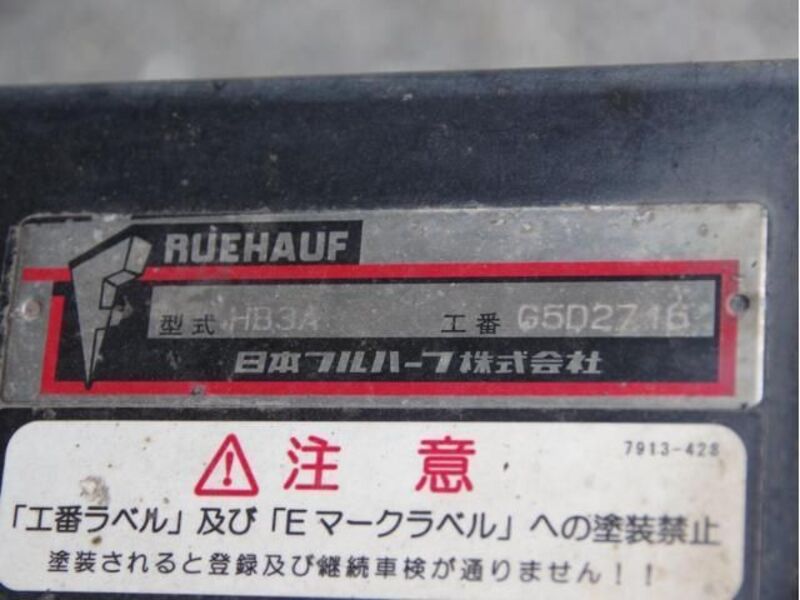 FRUEHAUF
型式 HB3A 工番 G5D2746
日本フルハーフ株式会社
注意 7913-428
「工番ラベル」及び「Eマークラベル」への塗装禁止
塗装されると登録及び継続車検が通りません!!